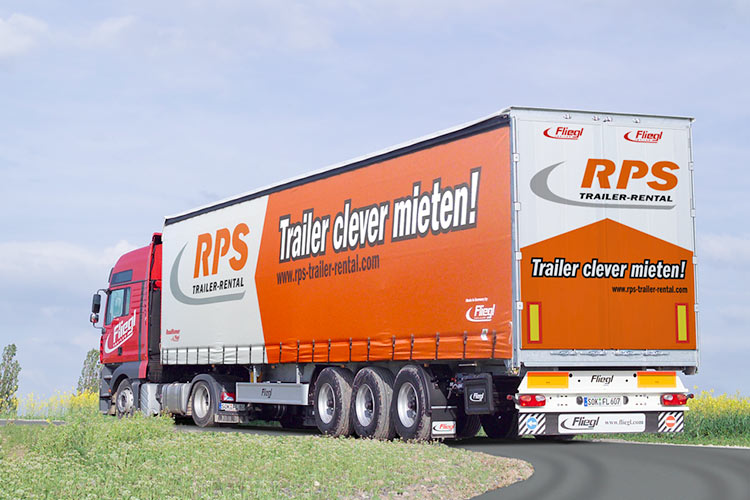 Fliegl
RPS
TRAILER-RENTAL
Trailer clever mieten!
www.rps-trailer-rental.com
Fliegl
Fliegl
Fliegl
RPS
TRAILER-RENTAL
Trailer clever mieten!
www.rps-trailer-rental.com
Fliegl
SOK FL 607
Fliegl
www.fliegl.com
Fliegl